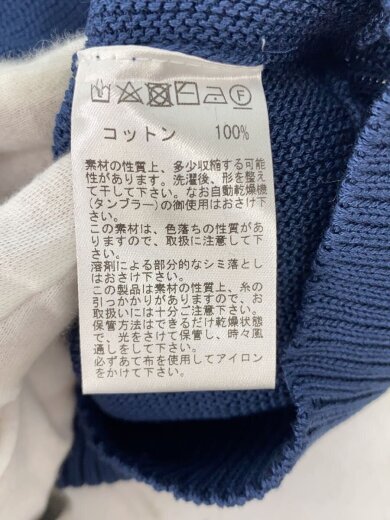 コットン 100%
素材の性質上、多少収縮する可能
性があります。洗濯後、形を整え
て干して下さい。なお自動乾燥機
(タンブラー)の御使用はおさけ下
さい。
この素材は、色落ちの性質があり
ますので、取扱に注意して下
さい。
溶剤による部分的なシミ落とし
はおさけ下さい。
この製品は素材の性質上、糸の
引っかかりがありますので、お
取扱いには十分ご注意下さい。
保管方法はできるだけ乾燥状態
で、光をさけて保管し、時々風
通しをして下さい。
必ずあて布を使用してアイロン
をかけて下さい。